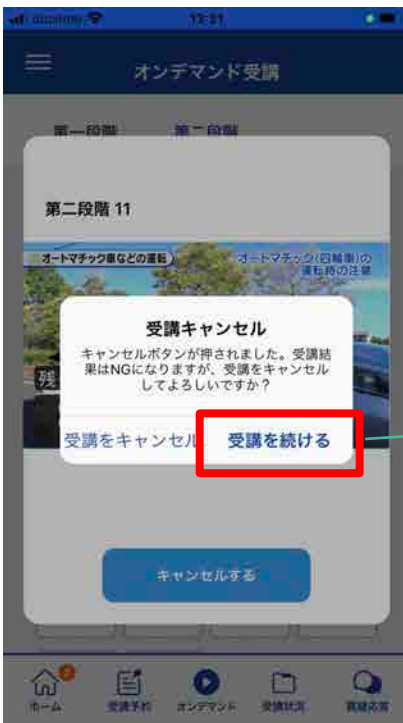 docomo 15:21
オンデマンド受講
第一段階 第二段階
第二段階 11
オートマチック車などの運転
オートマチック(四輪車)の
運転時の注意
残
受講キャンセル
キャンセルボタンが押されました。受講結
果はNGになりますが、受講をキャンセル
してよろしいですか？
受講をキャンセル 受講を続ける
キャンセルする
ホーム 受講予約 オンデマンド 受講状況 質疑応答